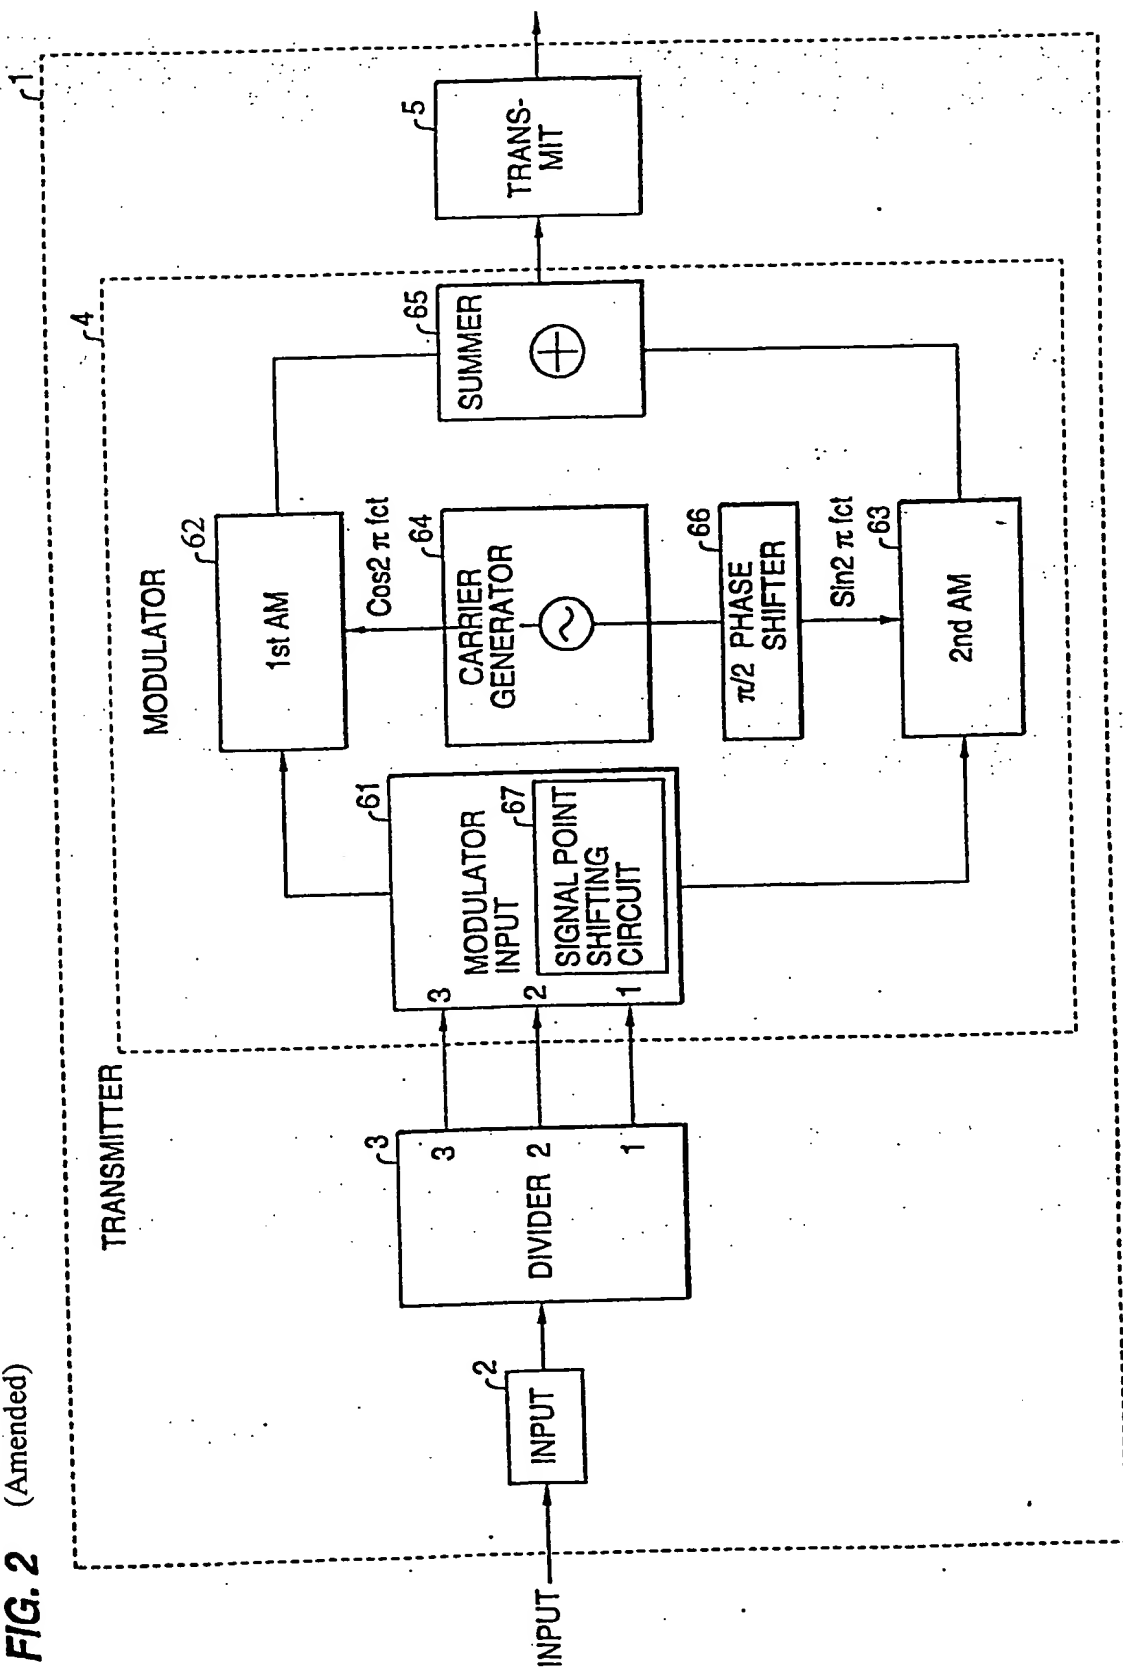 FIG. 2 (Amended)
1
TRANSMITTER
4
MODULATOR
INPUT
2
INPUT
3
3
DIVIDER 2
1
61
3
2
1
MODULATOR
INPUT
67
SIGNAL POINT
SHIFTING
CIRCUIT
62
1st AM
Cos2 π fct
64
CARRIER
GENERATOR
~
66
π/2 PHASE
SHIFTER
Sin2 π fct
63
2nd AM
65
SUMMER
+
5
TRANS-
MIT